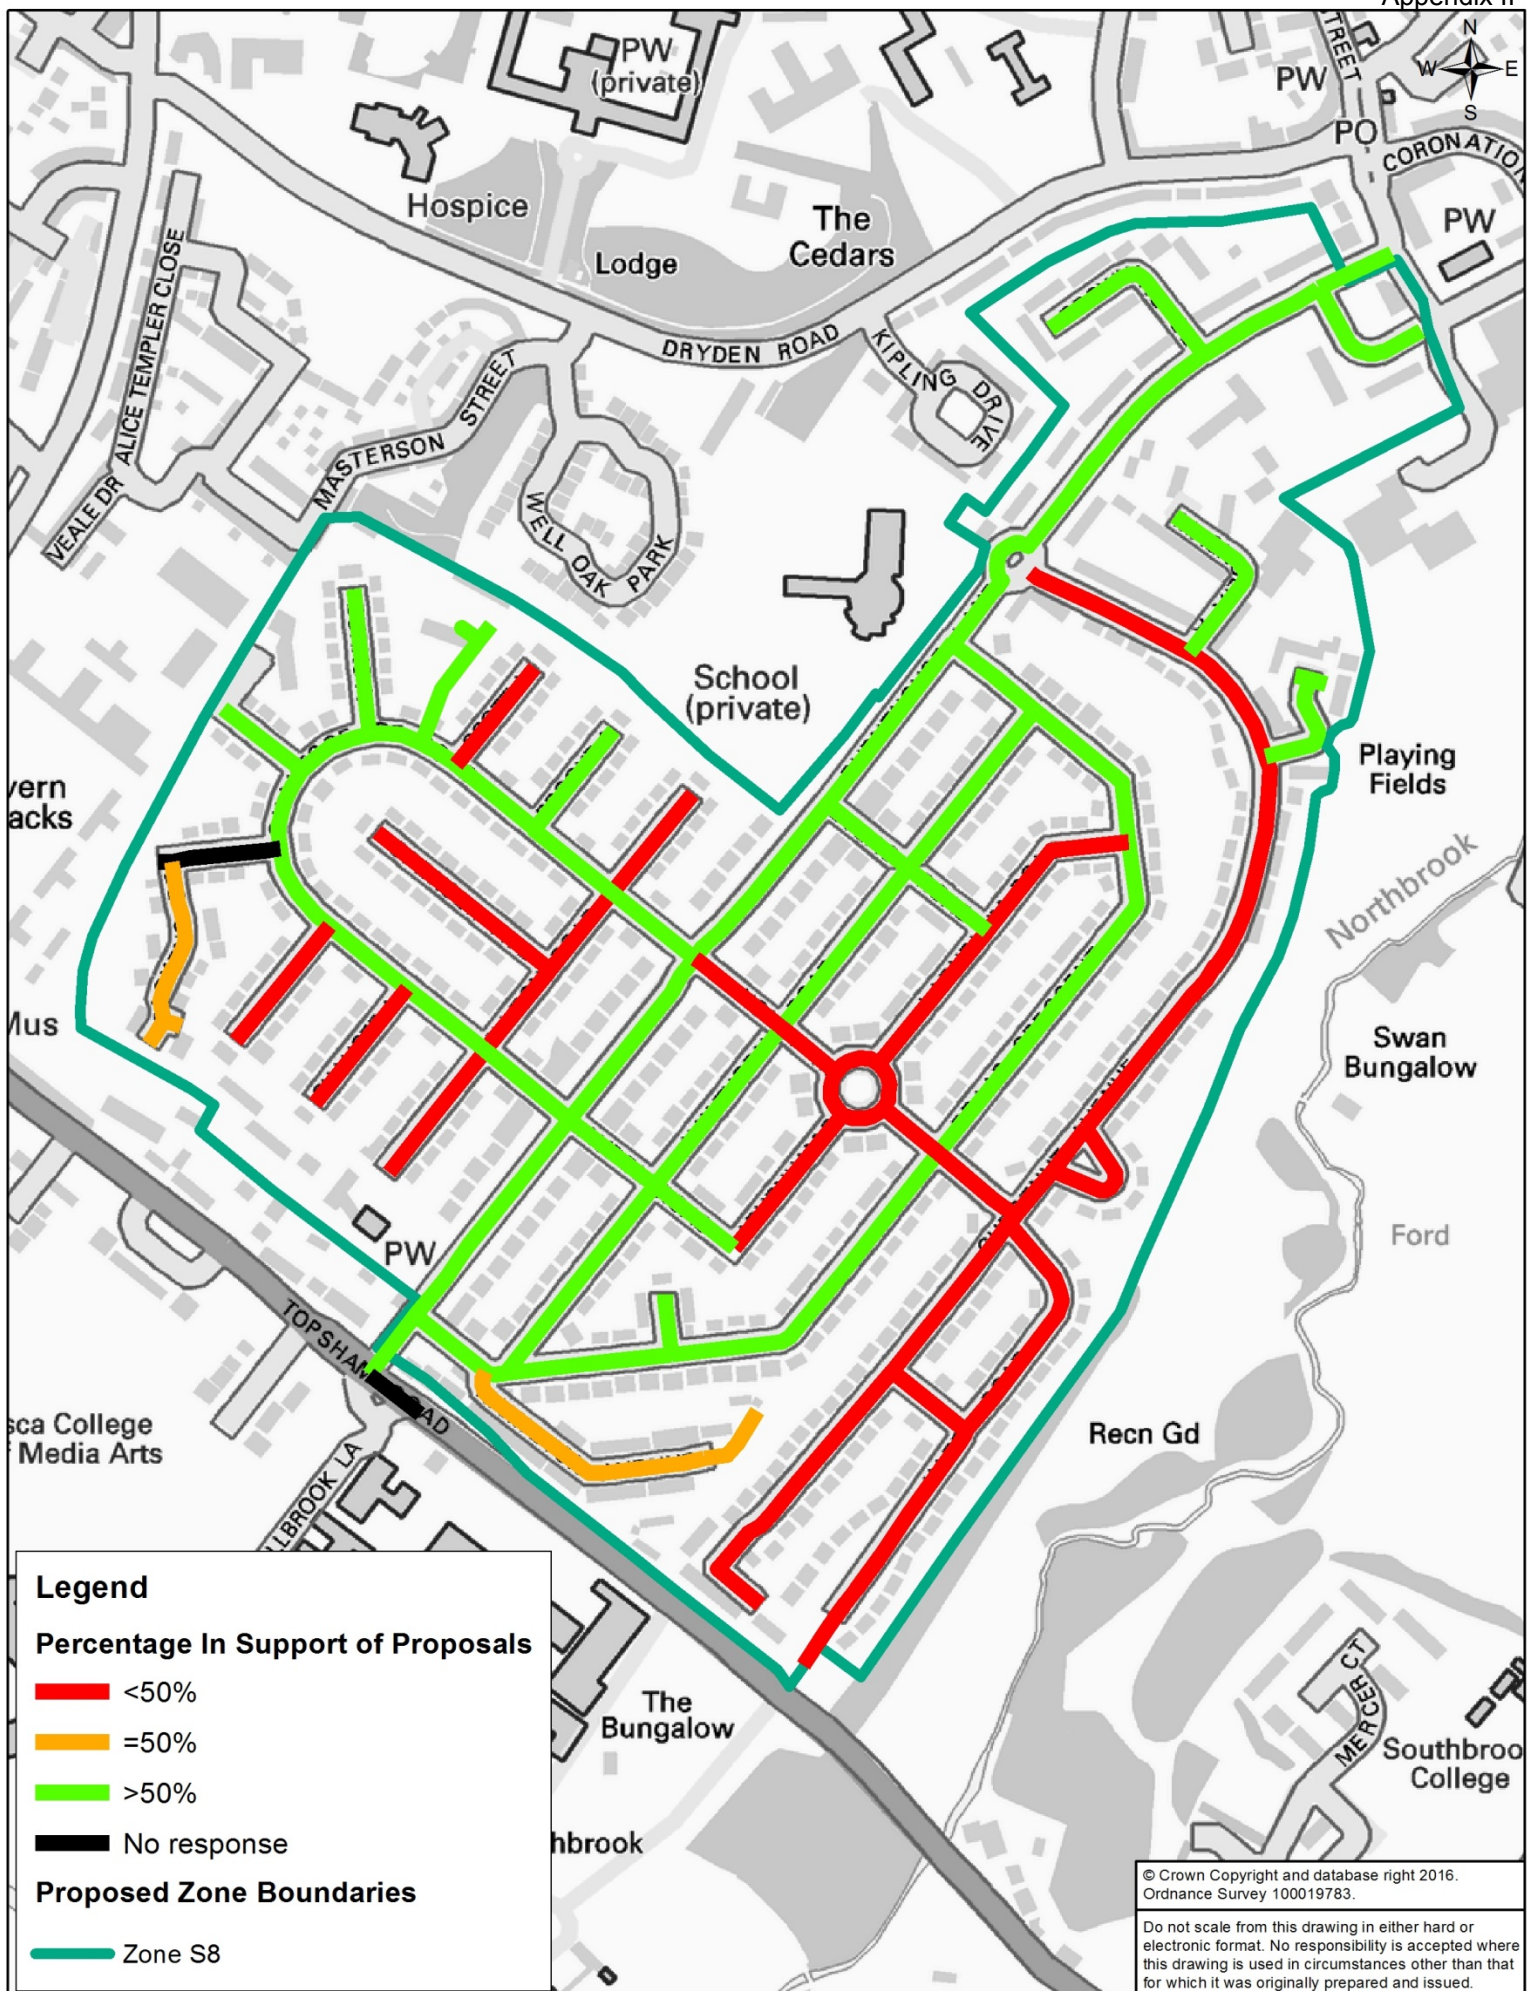 N
W E
S
STREET
PW
(private)
PW
PO
CORONATION
PW
Hospice
The
Cedars
Lodge
ALICE TEMPLER CLOSE
DRYDEN ROAD
KIPLING DRIVE
MASTERSON STREET
VEALE DR
WELL OAK PARK
School
(private)
Playing
Fields
vern
acks
Northbrook
Mus
Swan
Bungalow
Ford
PW
TOPSHAM ROAD
sca College
Media Arts
LLBROOK LA
Recn Gd
The
Bungalow
MERCER CT
Southbroo
College
hbrook
Legend
Percentage In Support of Proposals
<50%
=50%
>50%
No response
Proposed Zone Boundaries
Zone S8
© Crown Copyright and database right 2016.
Ordnance Survey 100019783.
Do not scale from this drawing in either hard or
electronic format. No responsibility is accepted where
this drawing is used in circumstances other than that
for which it was originally prepared and issued.